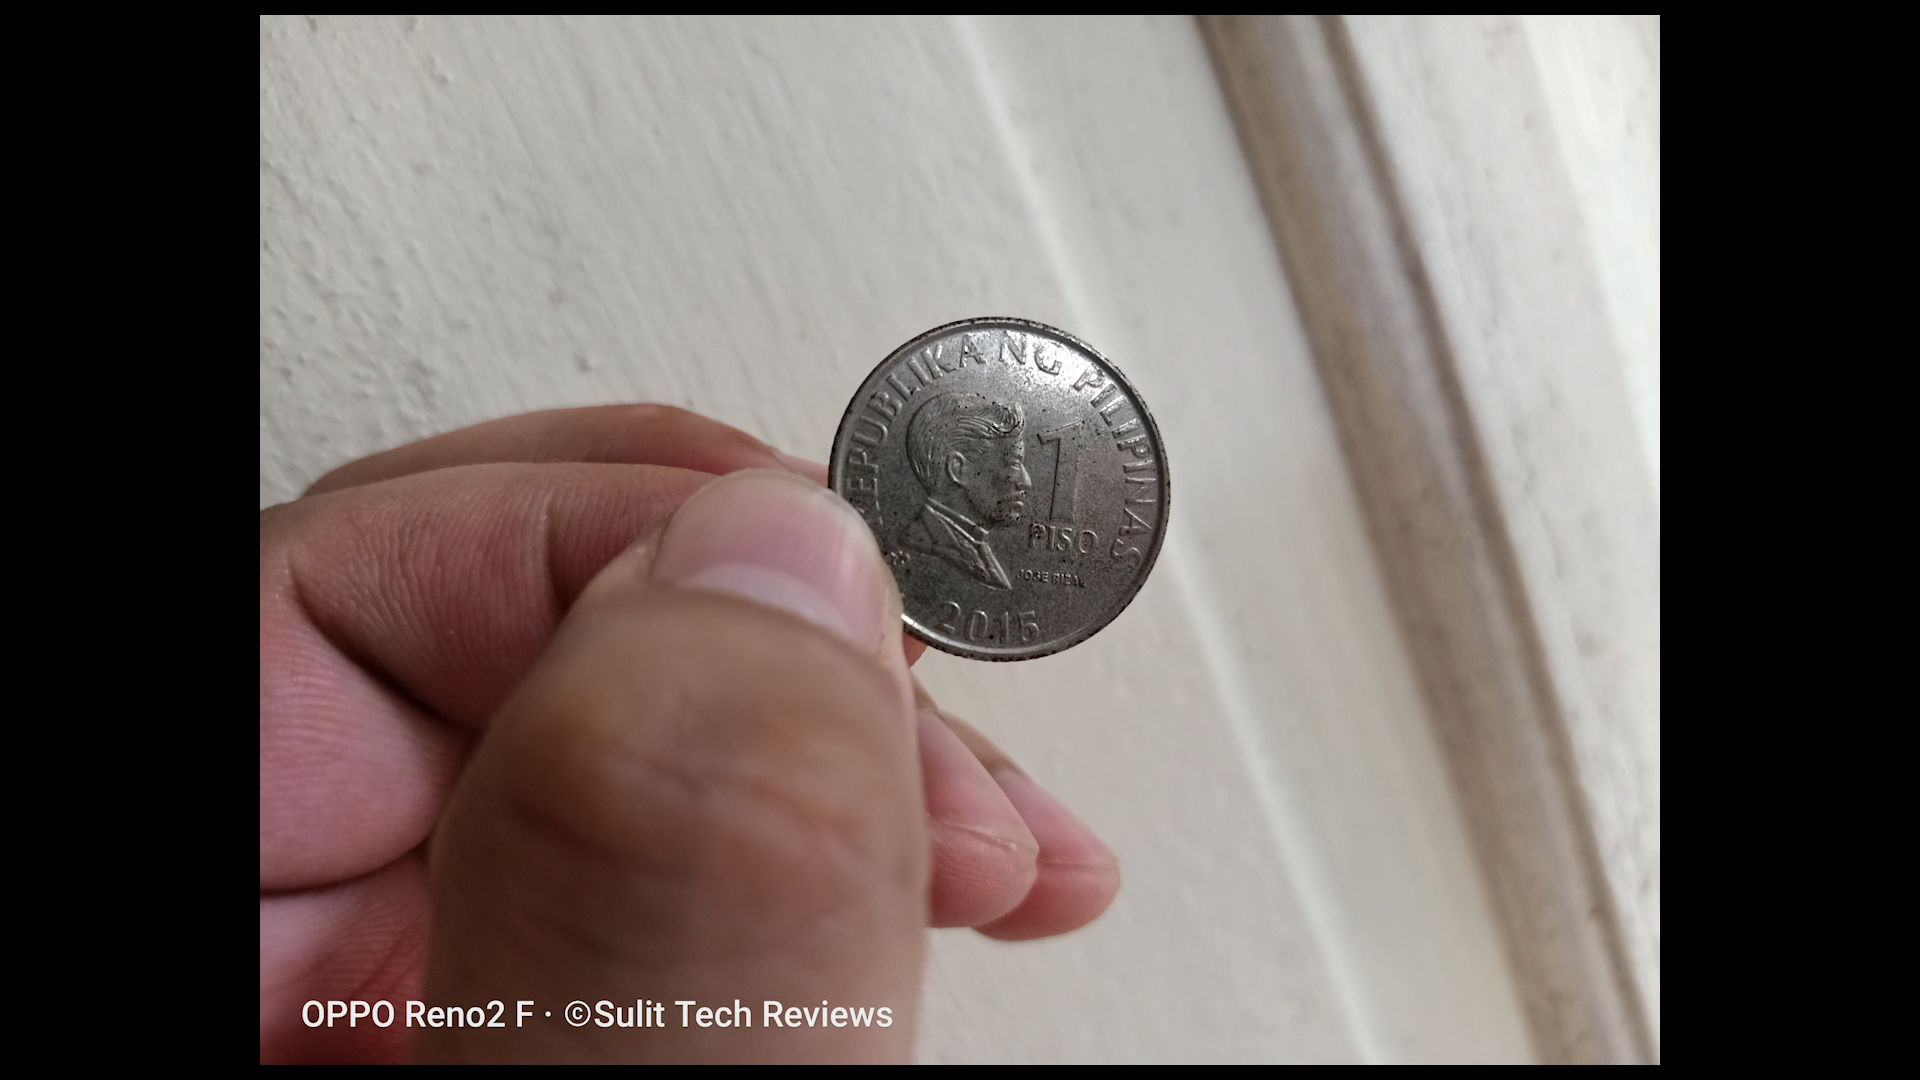 REPUBLIKA NG PILIPINAS
1
PISO
JOSE RIZAL
2015
OPPO Reno2 F · ©Sulit Tech Reviews